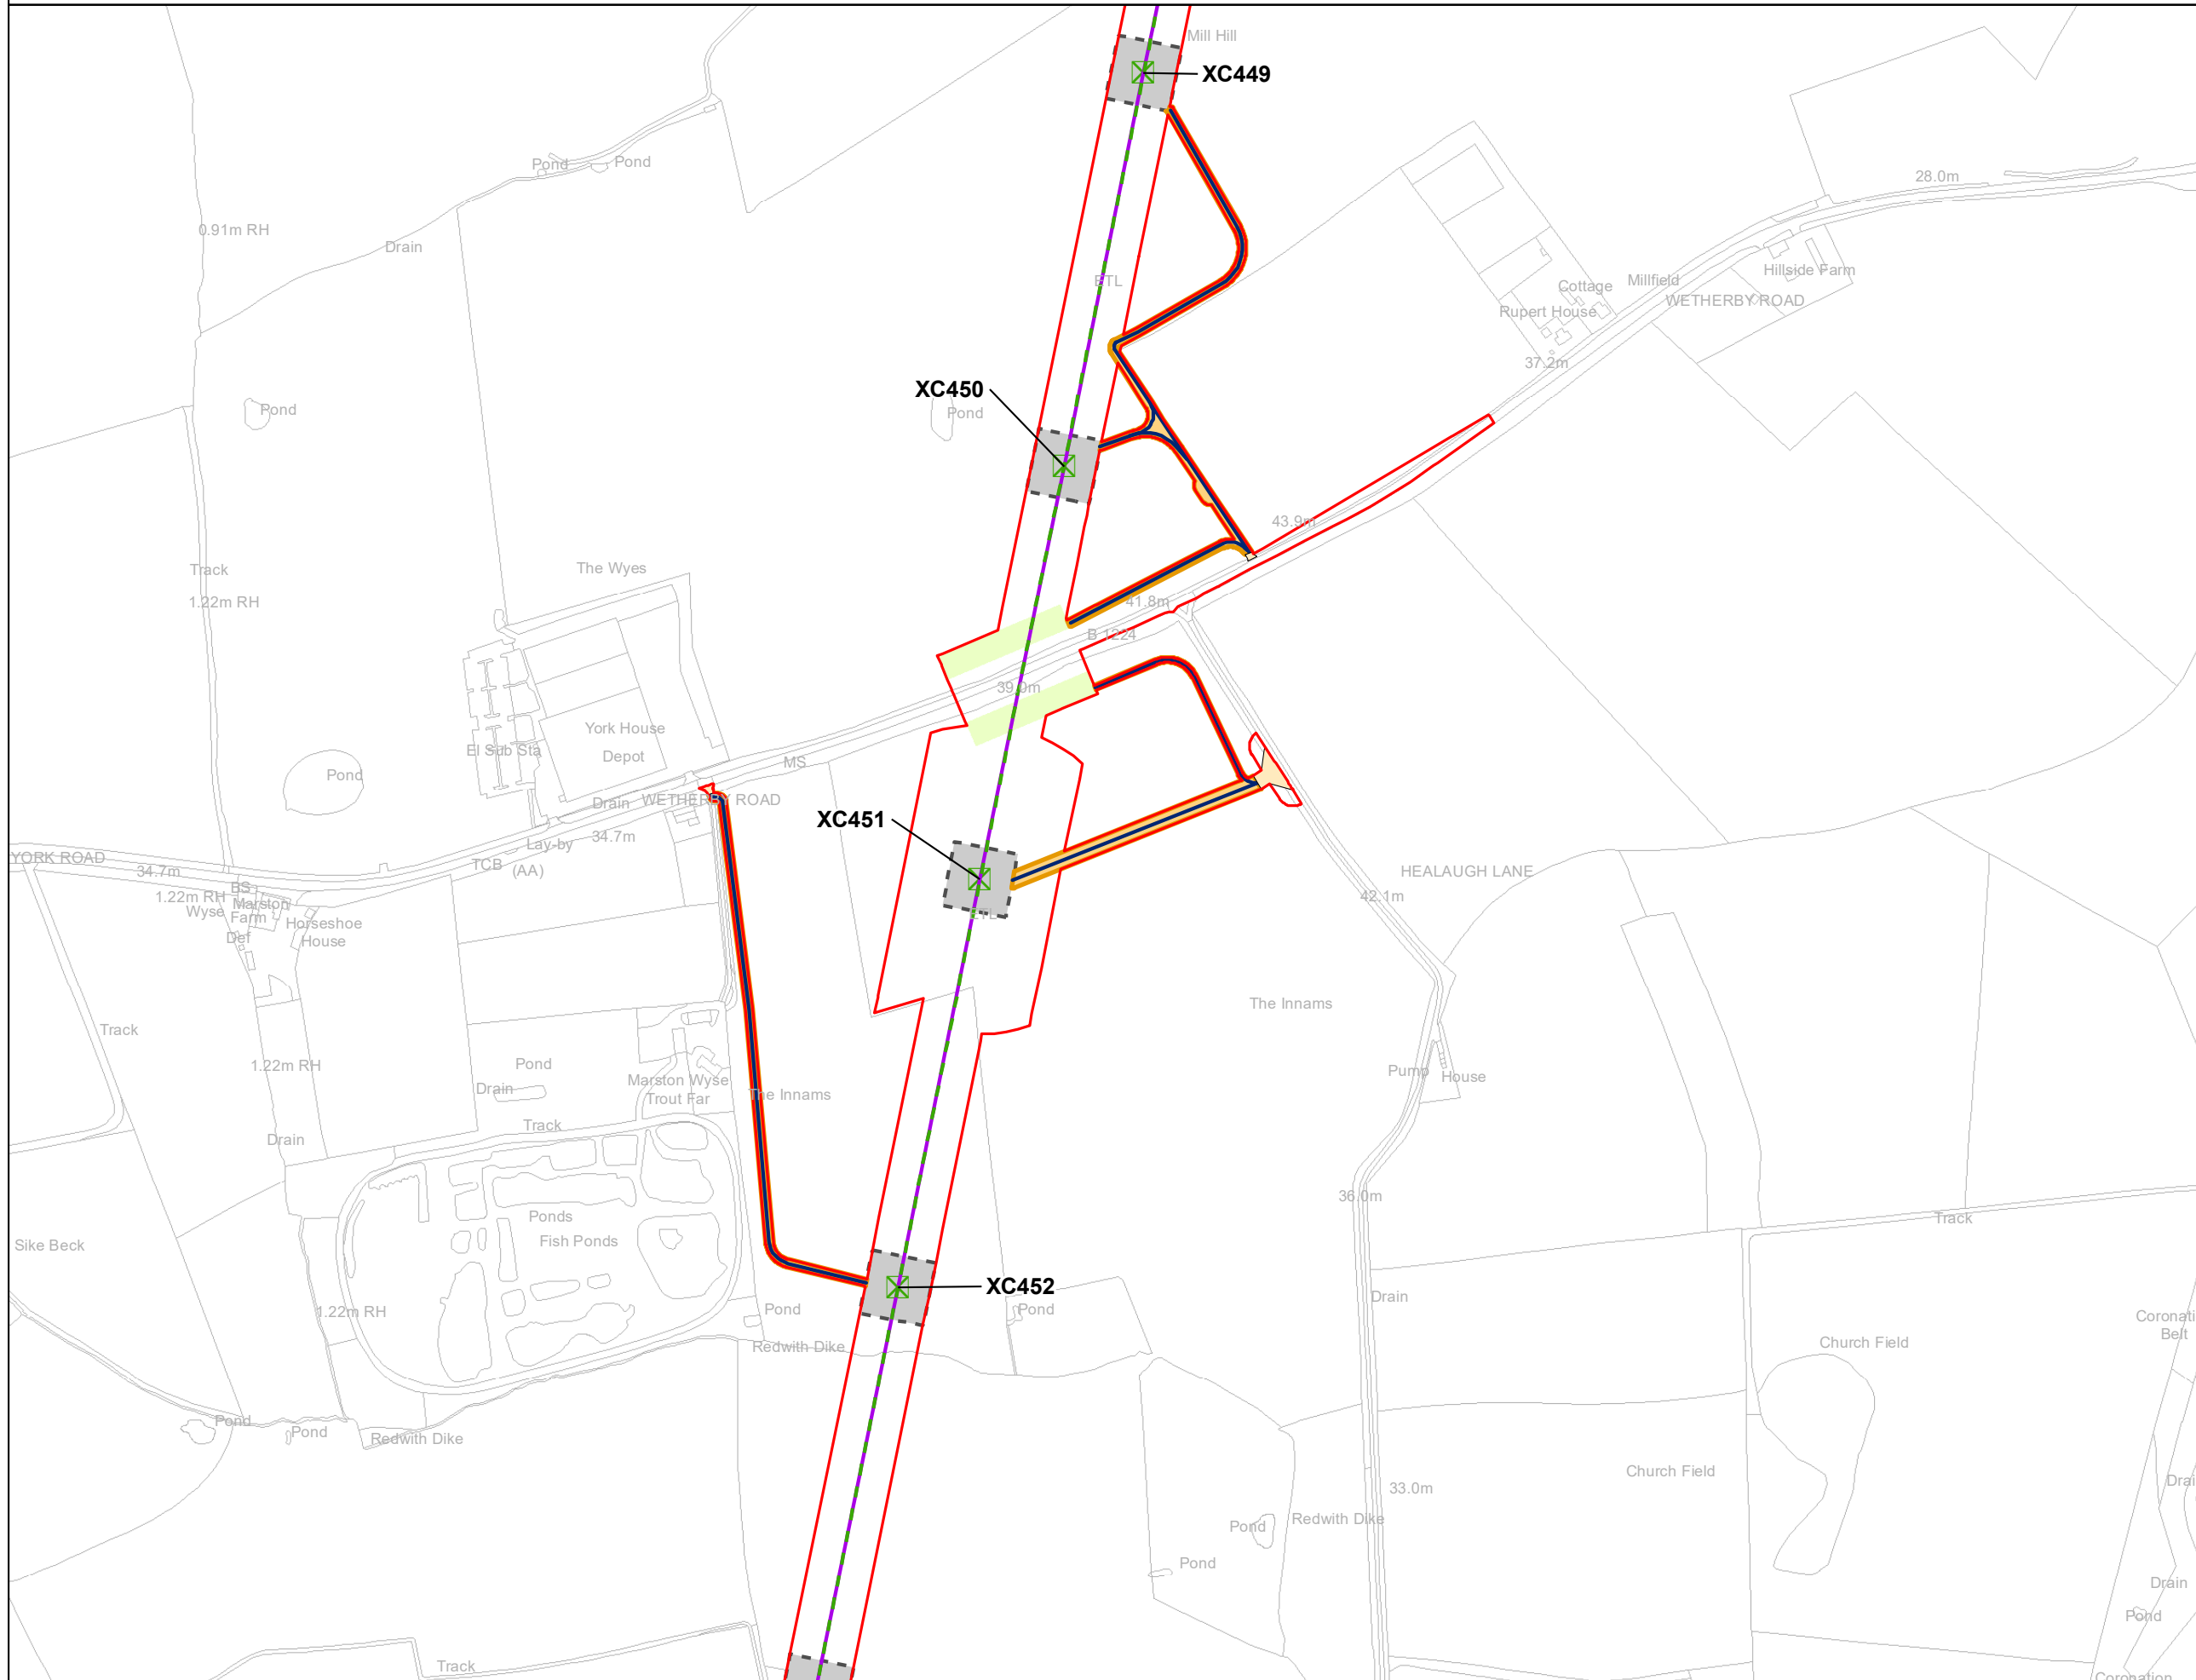 Mill Hill
XC449
Pond
Pond
28.0m
0.91m RH
Drain
Hillside Farm
ETL
Cottage
Millfield
WETHERBY ROAD
Rupert House
37.2m
XC450
Pond
Pond
43.9m
The Wyes
Track
1.22m RH
41.8m
B 1224
39.0m
York House
Depot
El Sub Sta
MS
Pond
Drain
WETHERBY ROAD
XC451
34.7m
Lay-by
YORK ROAD
TCB
(AA)
34.7m
HEALAUGH LANE
BS
1.22m RH
Marston
Wyse
Farm
42.1m
ETL
Horseshoe
House
Def
The Innams
Track
Pond
1.22m RH
Drain
Marston Wyse
Trout Far
The Innams
Pump
House
Track
Drain
36.0m
Ponds
Track
Fish Ponds
Sike Beck
XC452
Drain
1.22m RH
Pond
Pond
Coronati
Belt
Redwith Dike
Church Field
Pond
Pond
Redwith Dike
Church Field
Drai
33.0m
Pond
Redwith Dike
Pond
Drain
Pond
Track
Coronation